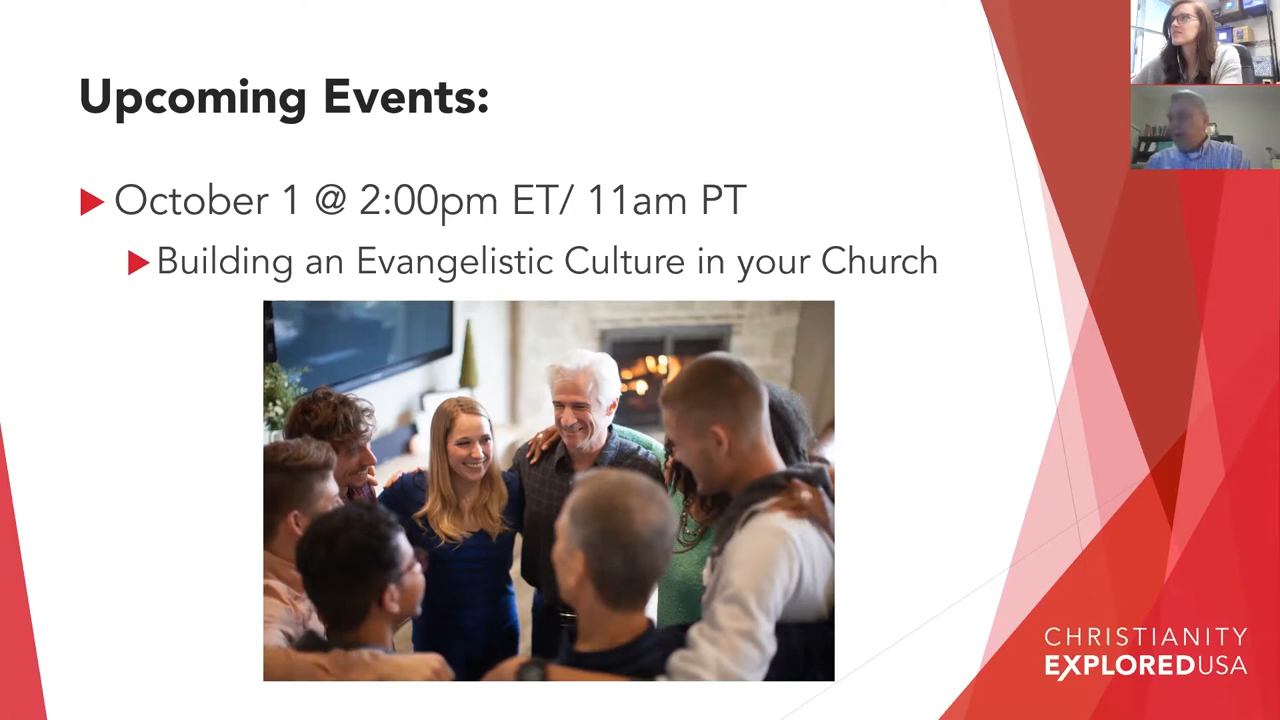 Upcoming Events:
October 1 @ 2:00pm ET/ 11am PT
Building an Evangelistic Culture in your Church
CHRISTIANITY
EXPLOREDUSA